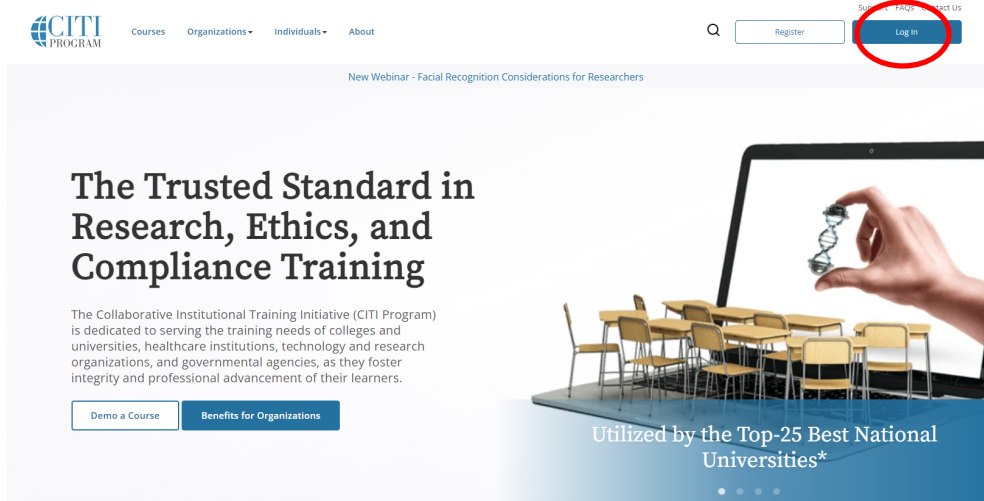 Support FAQs Contact Us
CITI
PROGRAM
Courses Organizations Individuals About
Register
Log In
New Webinar - Facial Recognition Considerations for Researchers
The Trusted Standard in
Research, Ethics, and
Compliance Training
The Collaborative Institutional Training Initiative (CITI Program)
is dedicated to serving the training needs of colleges and
universities, healthcare institutions, technology and research
organizations, and governmental agencies, as they foster
integrity and professional advancement of their learners.
Demo a Course
Benefits for Organizations
Utilized by the Top-25 Best National
Universities*